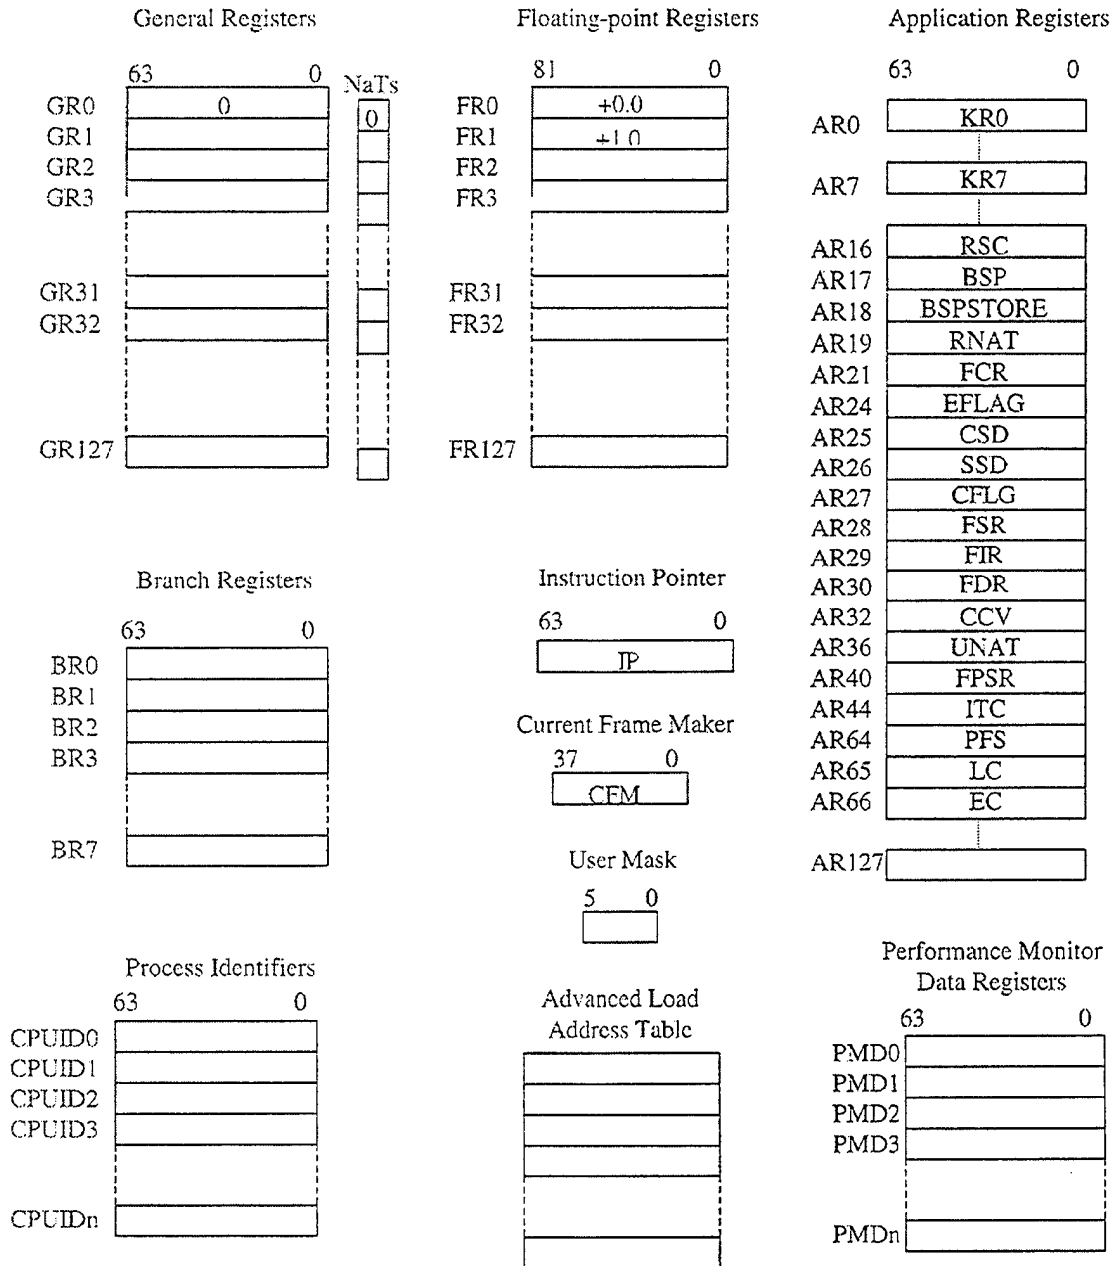 General Registers
63 0
NaTs
GR0 0 0
GR1
GR2
GR3
GR31
GR32
GR127
Floating-point Registers
81 0
FR0 +0.0
FR1 +1.0
FR2
FR3
FR31
FR32
FR127
Application Registers
63 0
AR0 KR0
AR7 KR7
AR16 RSC
AR17 BSP
AR18 BSPSTORE
AR19 RNAT
AR21 FCR
AR24 EFLAG
AR25 CSD
AR26 SSD
AR27 CFLG
AR28 FSR
AR29 FIR
AR30 FDR
AR32 CCV
AR36 UNAT
AR40 FPSR
AR44 ITC
AR64 PFS
AR65 LC
AR66 EC
AR127
Branch Registers
63 0
BR0
BR1
BR2
BR3
BR7
Instruction Pointer
63 0
IP
Current Frame Maker
37 0
CFM
User Mask
5 0
Process Identifiers
63 0
CPUID0
CPUID1
CPUID2
CPUID3
CPUIDn
Advanced Load
Address Table
Performance Monitor
Data Registers
63 0
PMD0
PMD1
PMD2
PMD3
PMDn